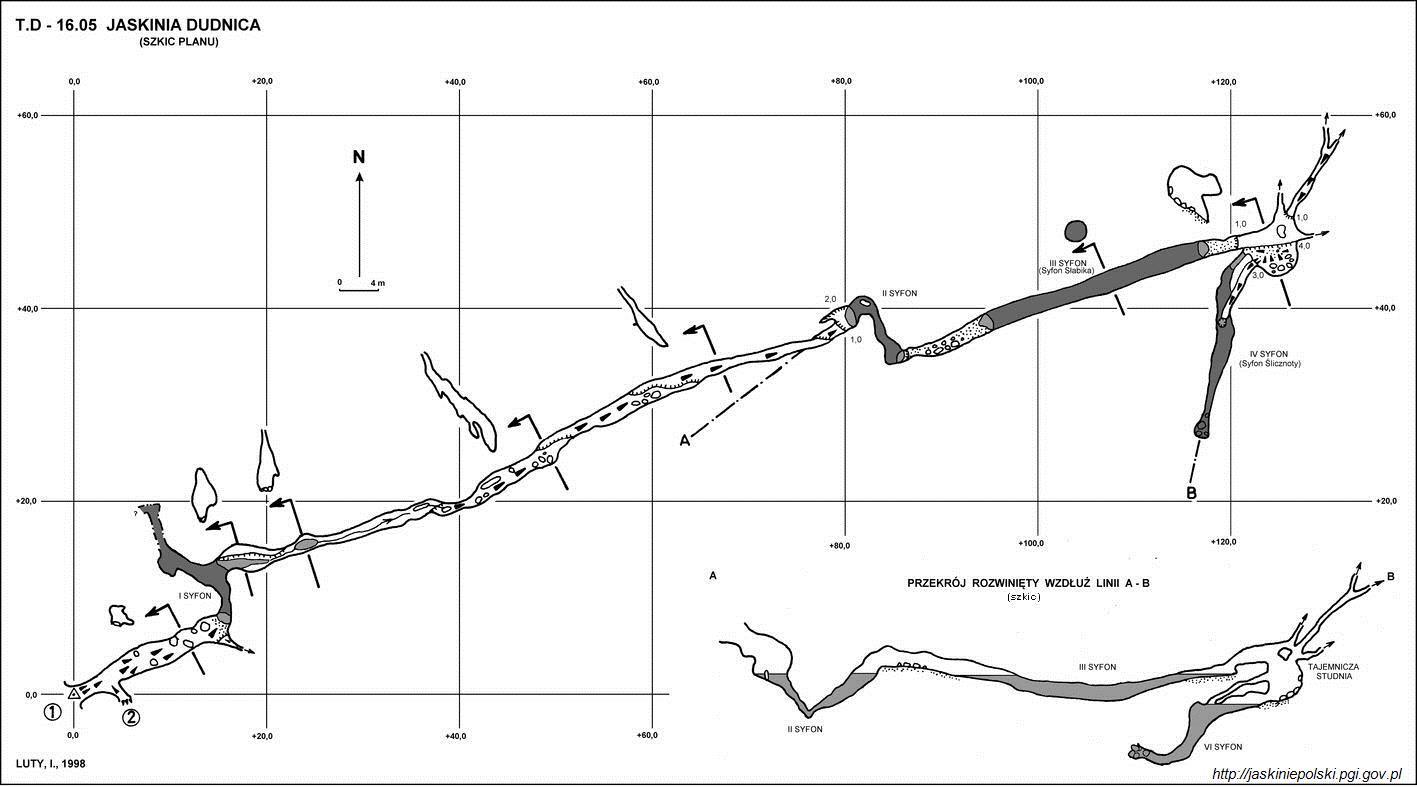 T.D - 16.05 JASKINIA DUDNICA
(SZKIC PLANU)
0,0
+20,0
+40,0
+60,0
+80,0
+100,0
+120,0
+60,0
+60,0
N
0 4 m
1,0
1,0
4,0
3,0
III SYFON
(Syfon Słabika)
II SYFON
2,0
1,0
+40,0
+40,0
IV SYFON
(Syfon Ślicznoty)
A
B
+20,0
+20,0
?
+80,0
+100,0
+120,0
I SYFON
A
PRZEKRÓJ ROZWINIĘTY WZDŁUŻ LINII A - B
(szkic)
B
III SYFON
TAJEMNICZA
STUDNIA
II SYFON
VI SYFON
0,0
1
2
0,0
+20,0
+40,0
+60,0
LUTY, I., 1998
http://jaskiniepolski.pgi.gov.pl